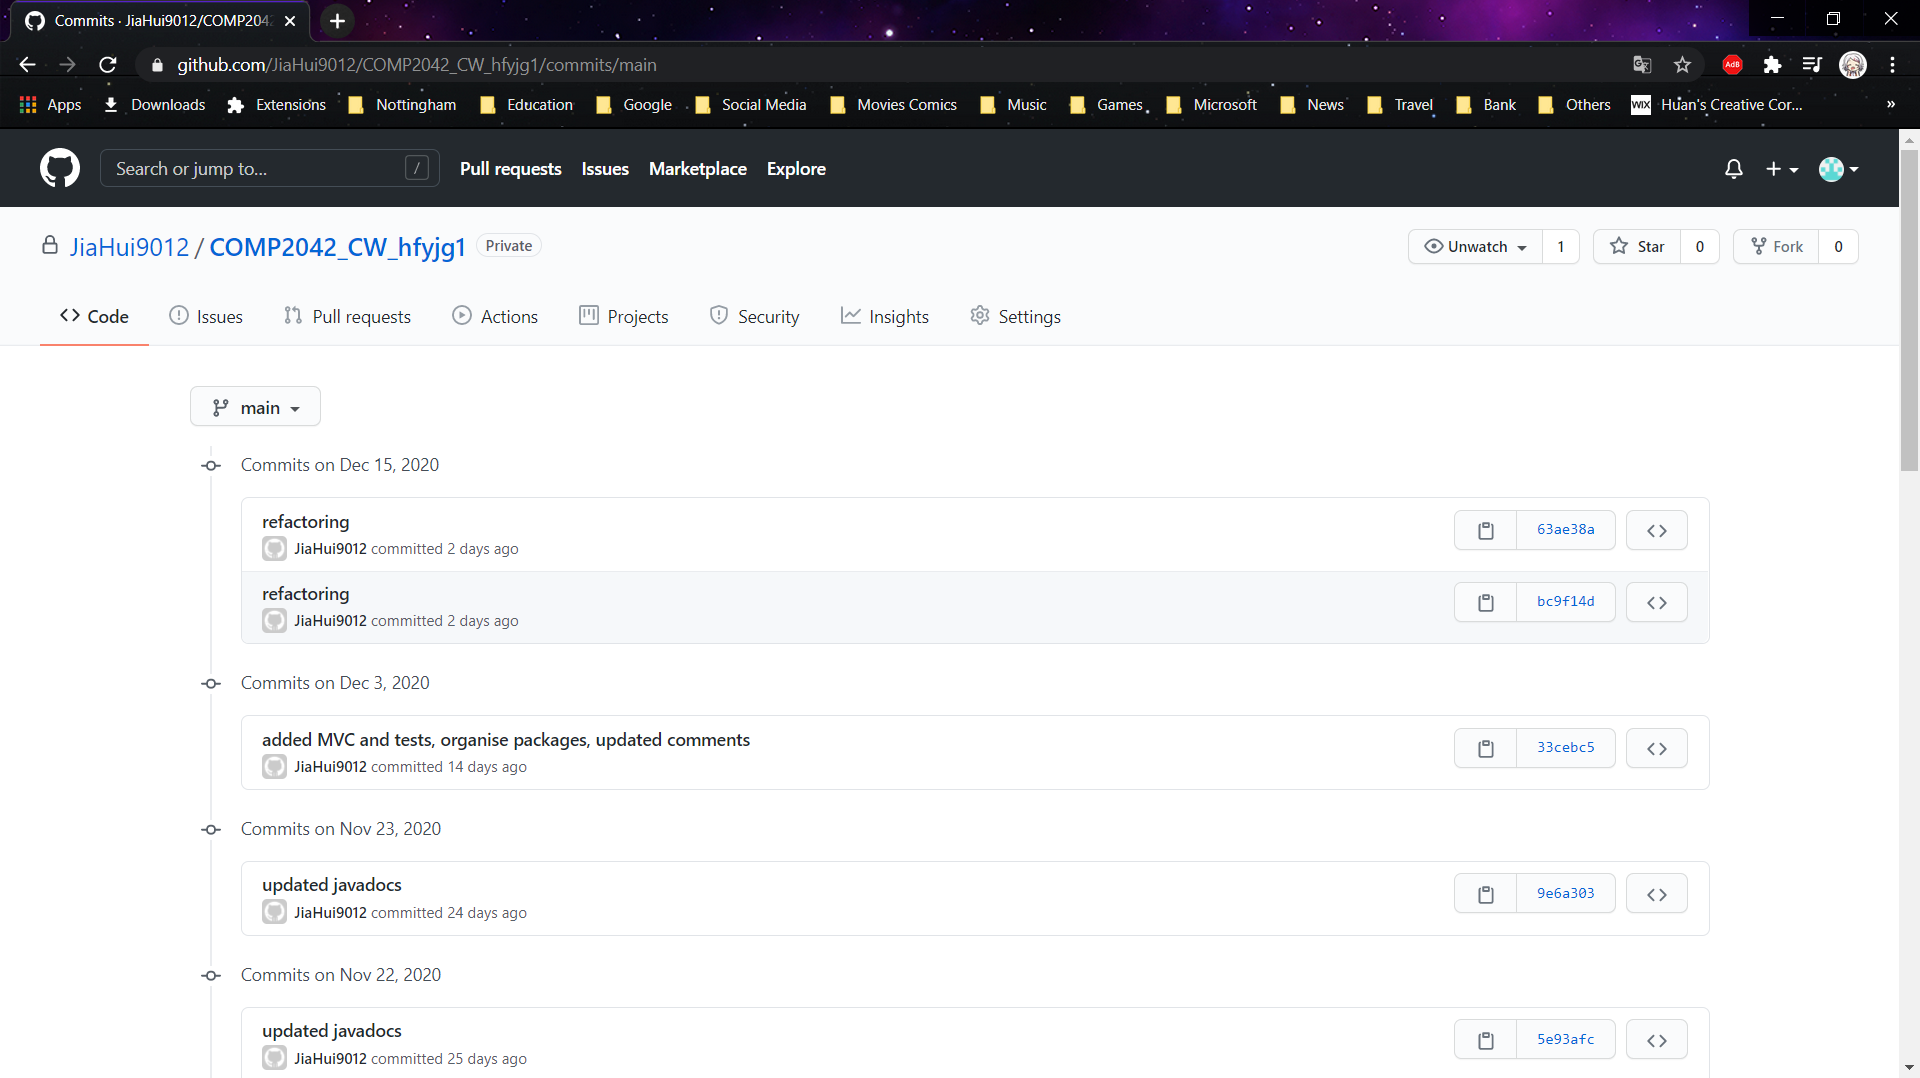 Commits · JiaHui9012/COMP2042
github.com/JiaHui9012/COMP2042_CW_hfyjg1/commits/main
AdB
Apps Downloads Extensions Nottingham Education Google Social Media Movies Comics Music Games Microsoft News Travel Bank Others WIX Huan's Creative Cor... »
Search or jump to... / Pull requests Issues Marketplace Explore
JiaHui9012 / COMP2042_CW_hfyjg1 Private Unwatch 1 Star 0 Fork 0
Code Issues Pull requests Actions Projects Security Insights Settings
main
Commits on Dec 15, 2020
refactoring
63ae38a
JiaHui9012 committed 2 days ago
refactoring
bc9f14d
JiaHui9012 committed 2 days ago
Commits on Dec 3, 2020
added MVC and tests, organise packages, updated comments
33cebc5
JiaHui9012 committed 14 days ago
Commits on Nov 23, 2020
updated javadocs
9e6a303
JiaHui9012 committed 24 days ago
Commits on Nov 22, 2020
updated javadocs
5e93afc
JiaHui9012 committed 25 days ago